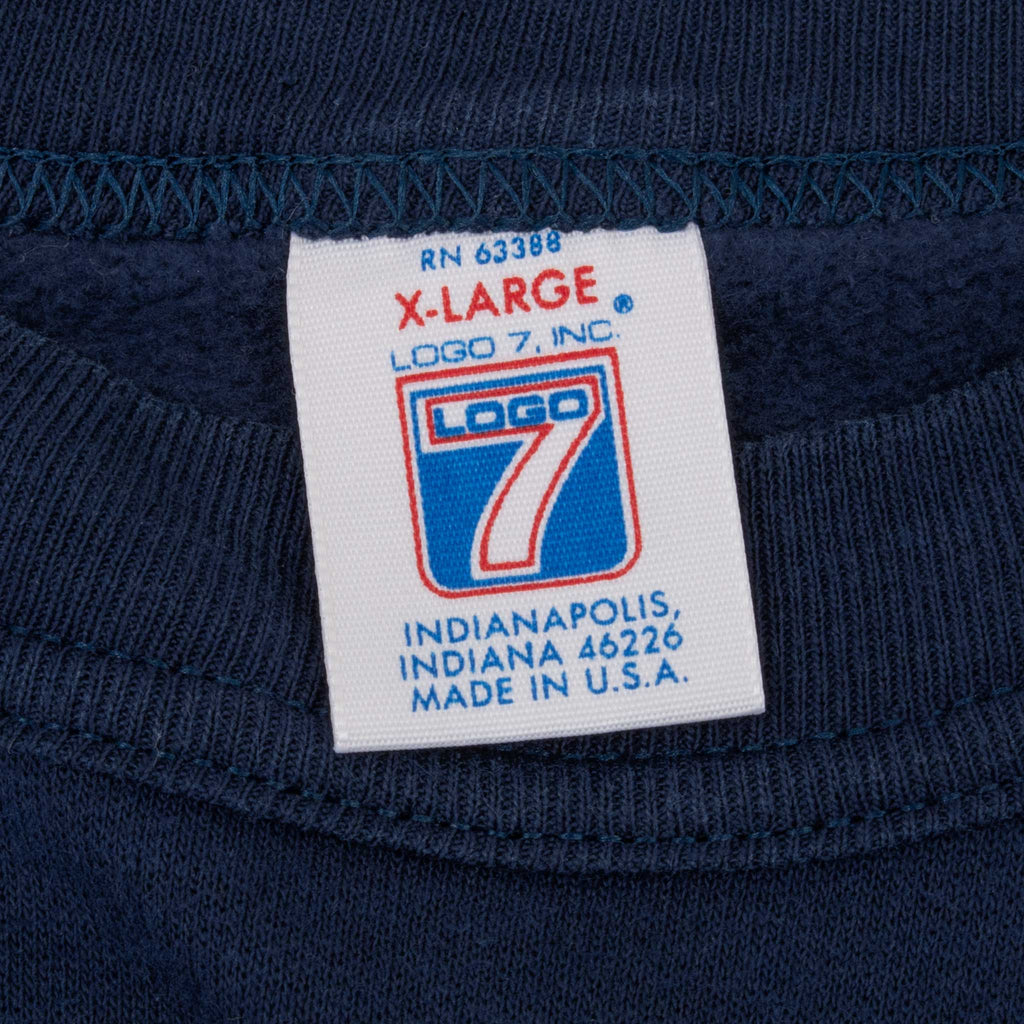 RN 63388
X-LARGE
LOGO 7, INC.®
LOGO
7
INDIANAPOLIS,
INDIANA 46226
MADE IN U.S.A.